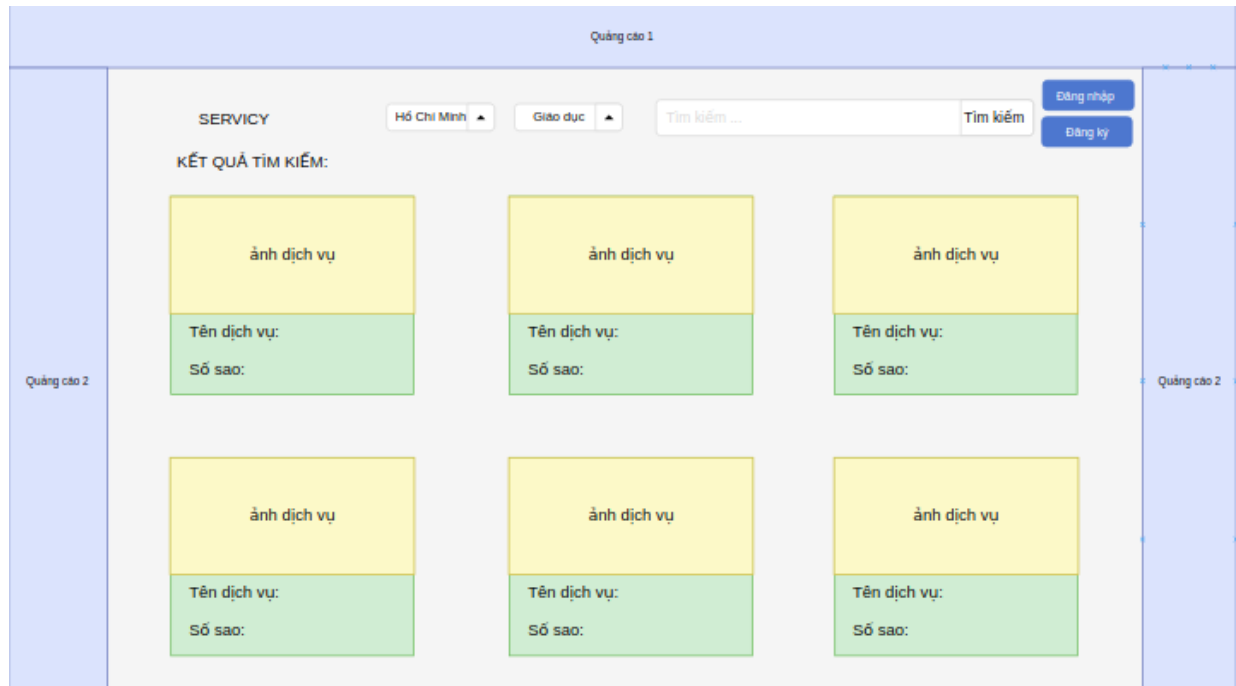 Quảng cáo 1
Đăng nhập
SERVICY
Hồ Chí Minh
Giáo dục
Tìm kiếm ...
Tìm kiếm
Đăng ký
KẾT QUẢ TÌM KIẾM:
ảnh dịch vụ
ảnh dịch vụ
ảnh dịch vụ
Tên dịch vụ:
Tên dịch vụ:
Tên dịch vụ:
Số sao:
Số sao:
Số sao:
Quảng cáo 2
Quảng cáo 2
ảnh dịch vụ
ảnh dịch vụ
ảnh dịch vụ
Tên dịch vụ:
Tên dịch vụ:
Tên dịch vụ:
Số sao:
Số sao:
Số sao: